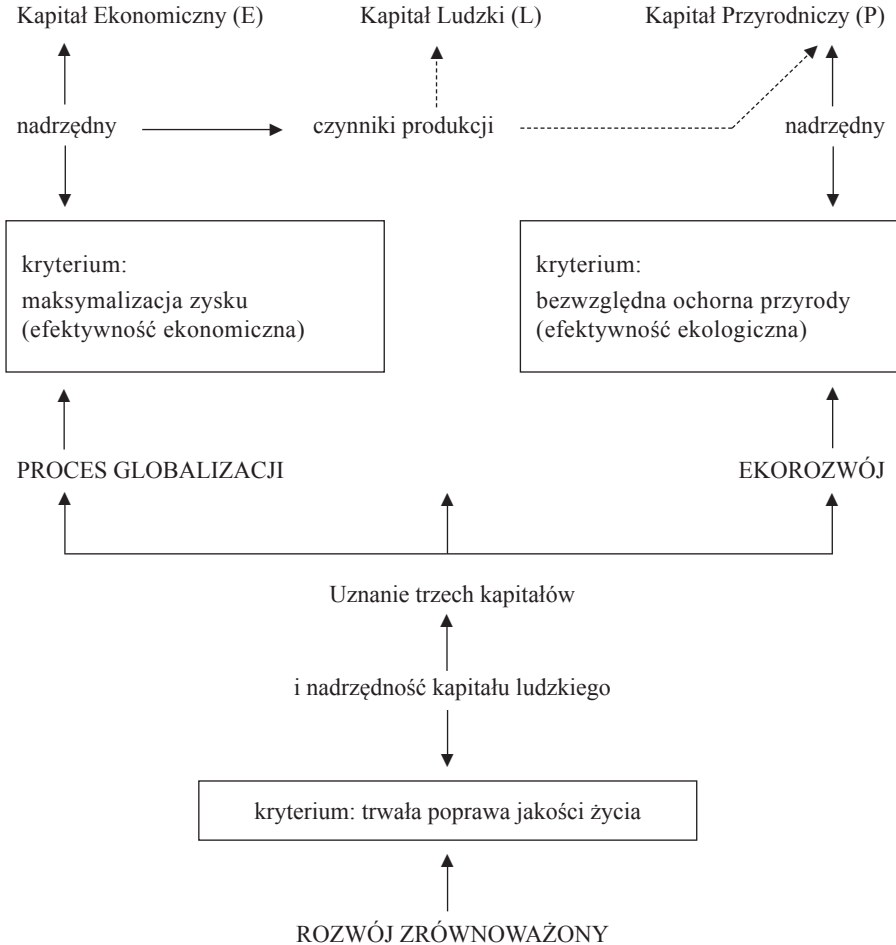 Kapitał Ekonomiczny (E) Kapitał Ludzki (L) Kapitał Przyrodniczy (P)
nadrzędny czynniki produkcji nadrzędny
kryterium:
maksymalizacja zysku
(efektywność ekonomiczna)
kryterium:
bezwzględna ochorna przyrody
(efektywność ekologiczna)
PROCES GLOBALIZACJI EKOROZWÓJ
Uznanie trzech kapitałów
i nadrzędność kapitału ludzkiego
kryterium: trwała poprawa jakości życia
ROZWÓJ ZRÓWNOWAŻONY